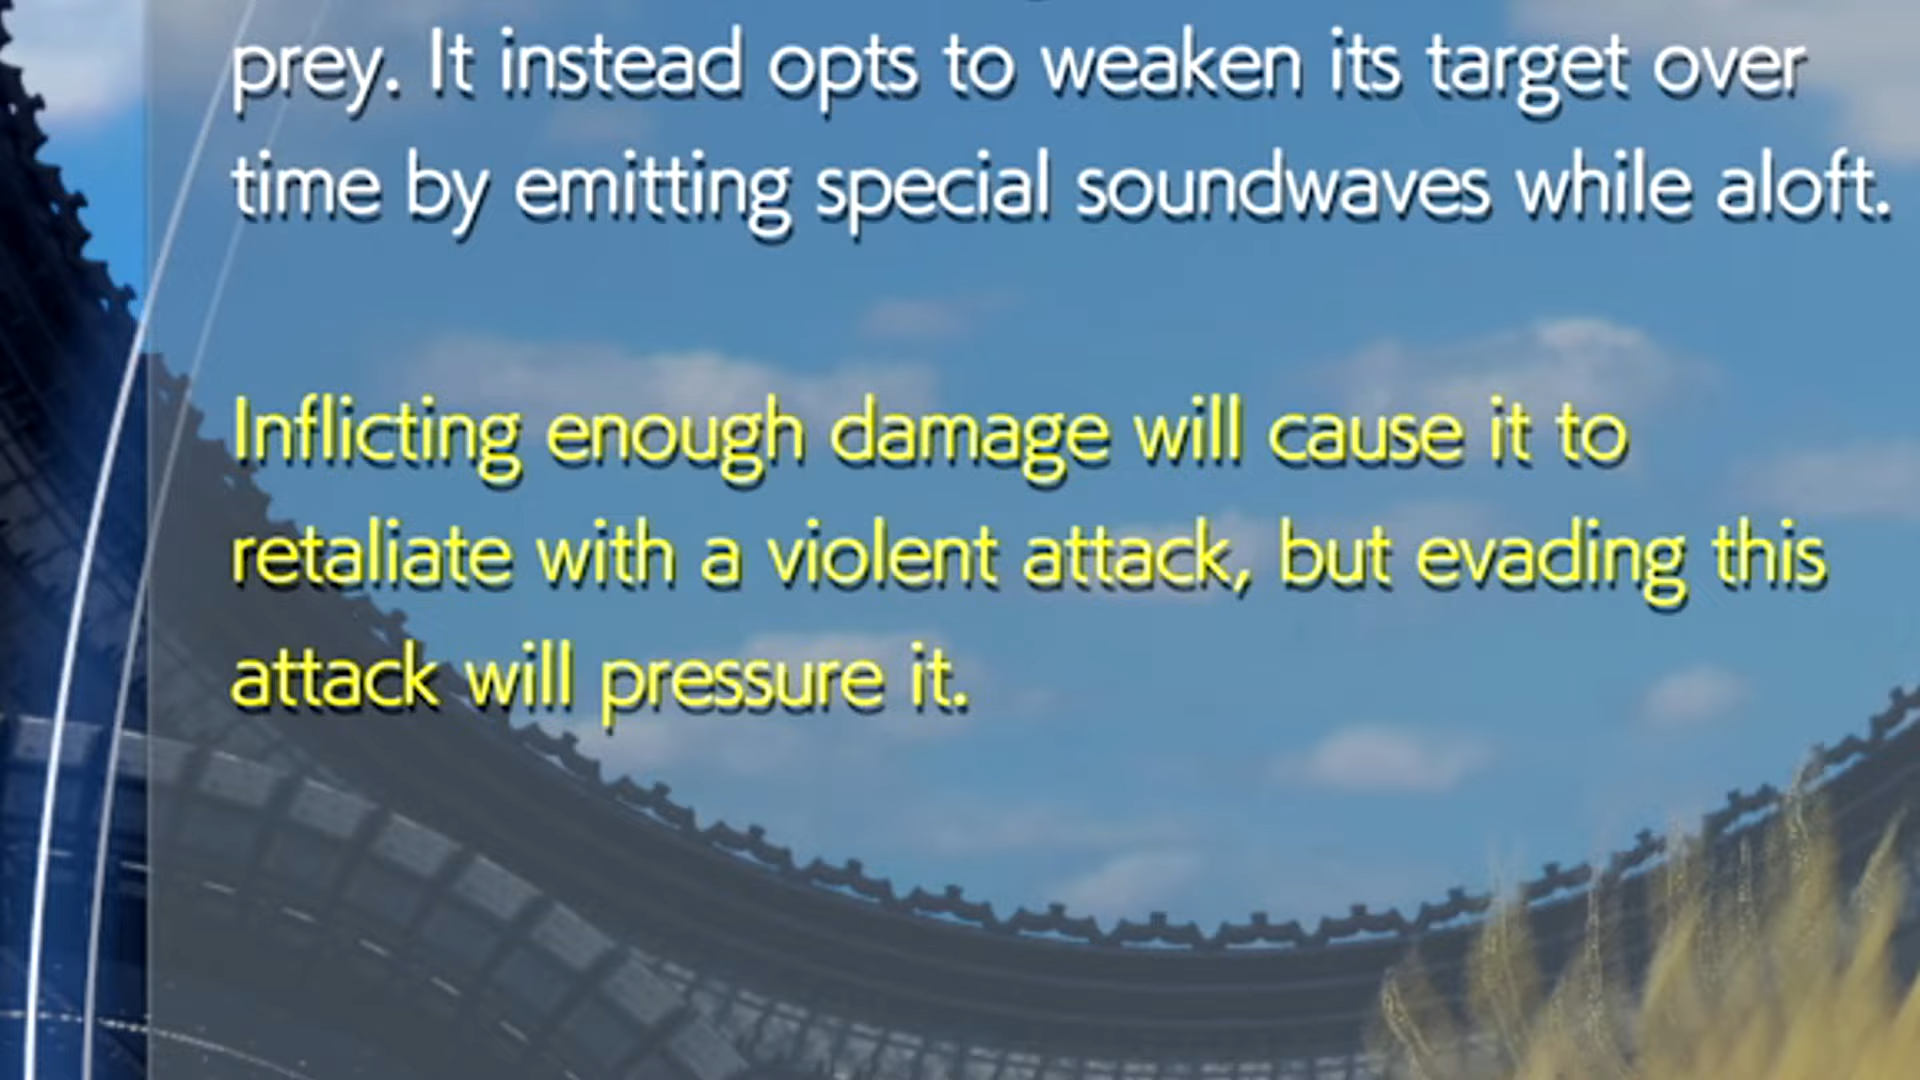 prey. It instead opts to weaken its target over
time by emitting special soundwaves while aloft.
Inflicting enough damage will cause it to
retaliate with a violent attack, but evading this
attack will pressure it.